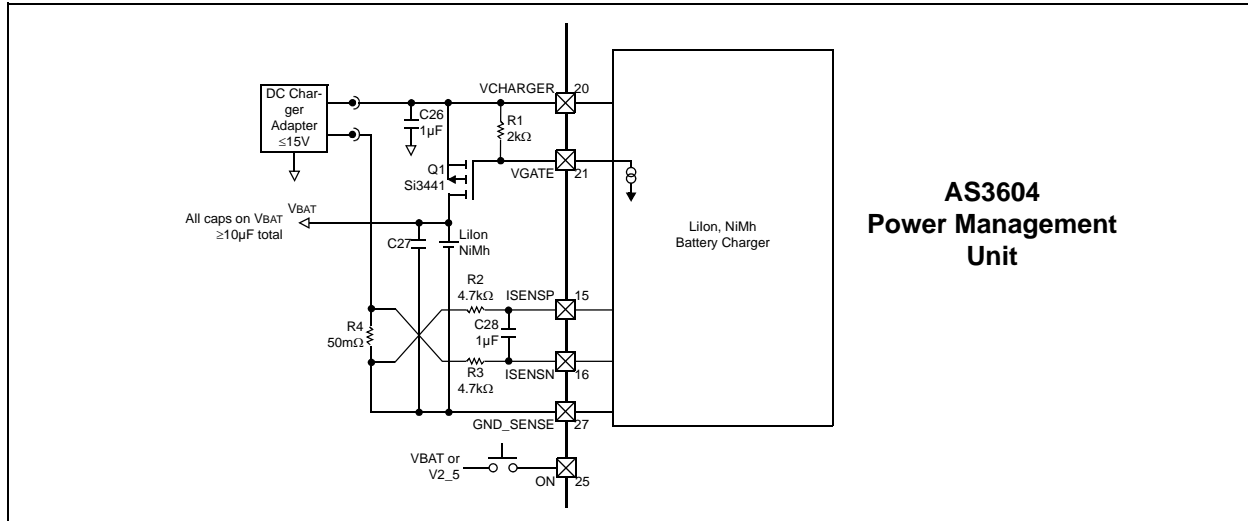 DC Char-
ger
Adapter
≤15V
VCHARGER
20
C26
1µF
R1
2kΩ
Q1
Si3441
VGATE
21
All caps on VBAT
≥10µF total
VBAT
C27
LiIon
NiMh
LiIon, NiMh
Battery Charger
AS3604
Power Management
Unit
R2
4.7kΩ
ISENSP
15
R4
50mΩ
C28
1µF
R3
4.7kΩ
ISENSN
16
GND_SENSE
27
VBAT or
V2_5
ON
25